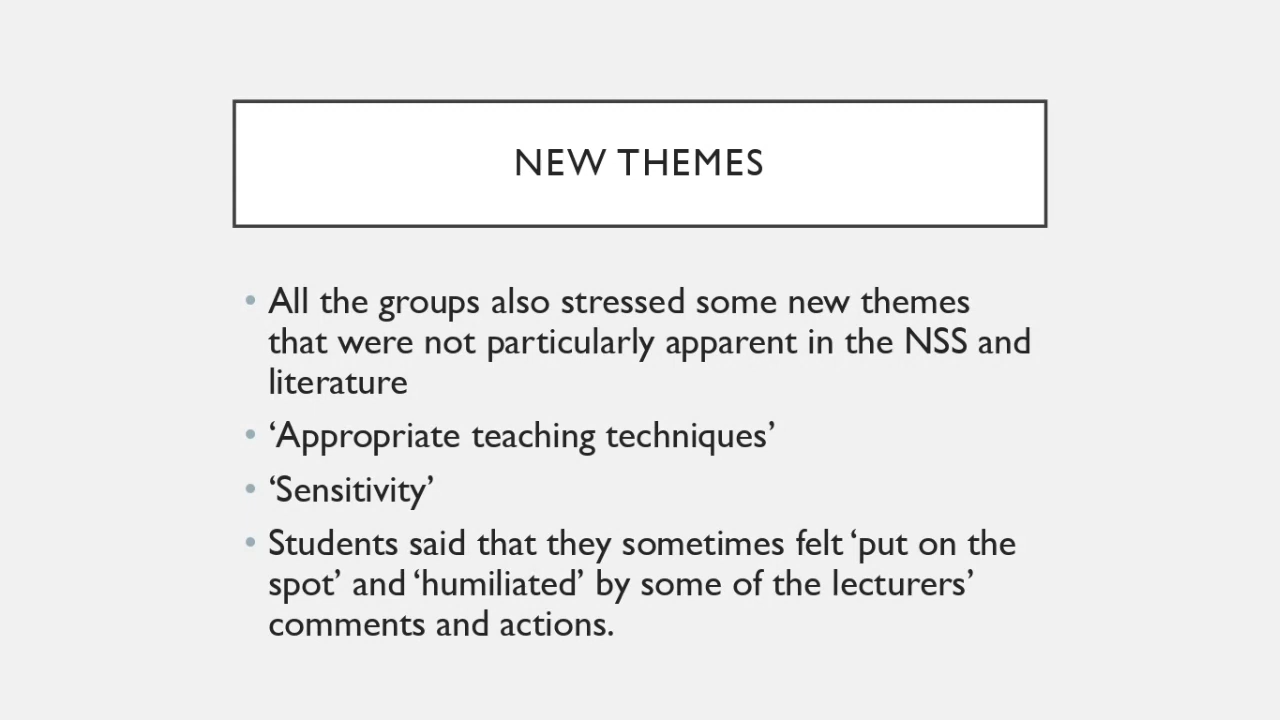 NEW THEMES
• All the groups also stressed some new themes
that were not particularly apparent in the NSS and
literature
• ‘Appropriate teaching techniques’
• ‘Sensitivity’
• Students said that they sometimes felt ‘put on the
spot’ and ‘humiliated’ by some of the lecturers’
comments and actions.